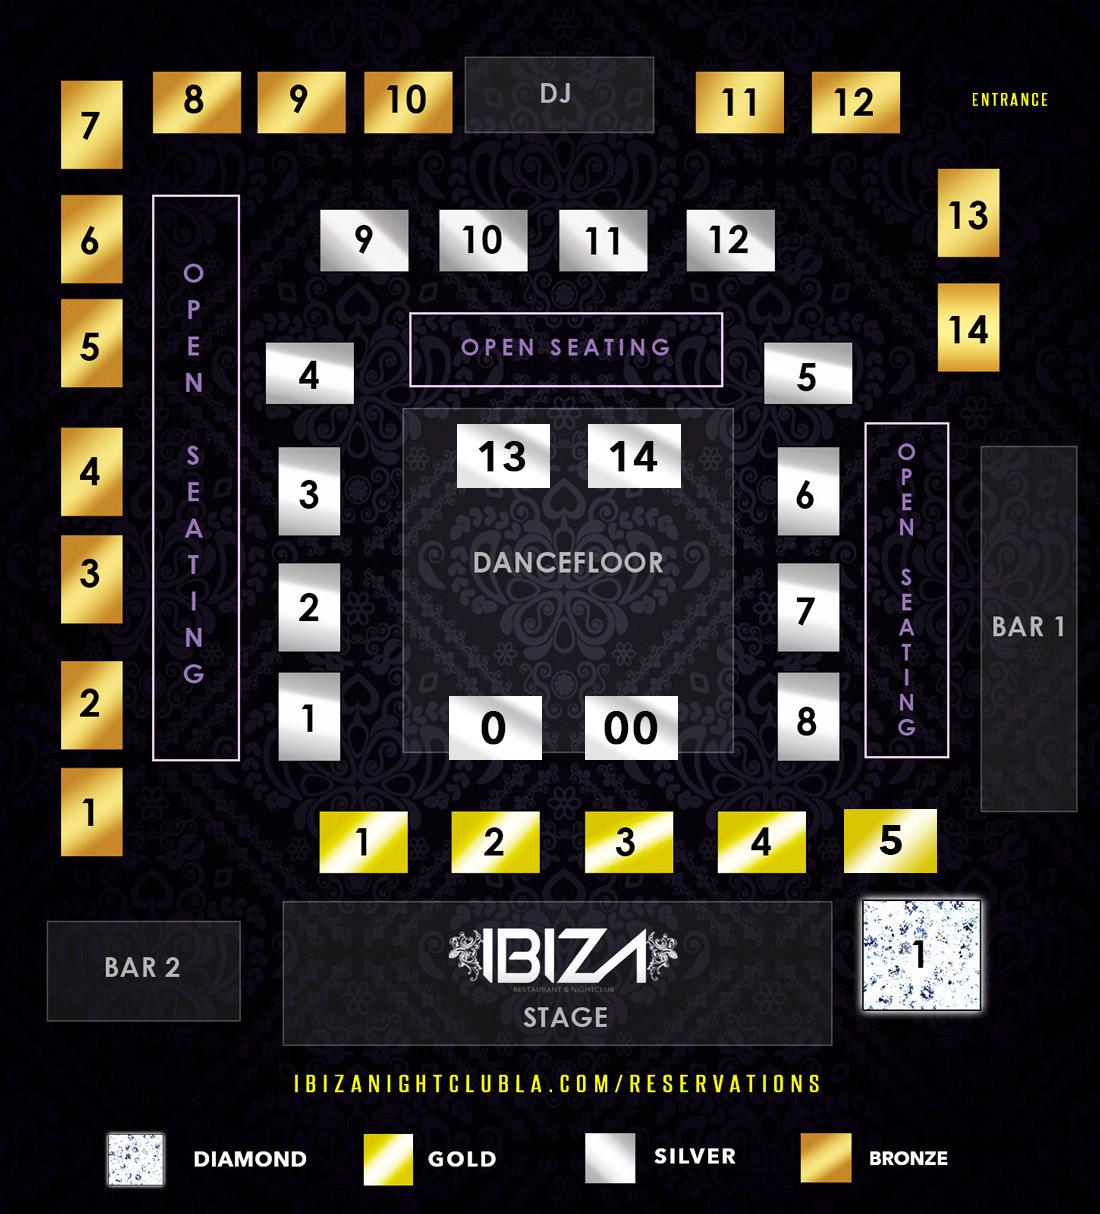 7
8
9
10
DJ
11
12
ENTRANCE
6
9
10
11
12
13
5
OPEN SEATING
OPEN SEATING
14
4
5
4
3
13
14
6
OPEN SEATING
3
2
DANCEFLOOR
7
BAR 1
2
1
0
00
8
1
1
2
3
4
5
BAR 2
IBIZA
RESTAURANT & NIGHTCLUB
STAGE
1
IBIZANIGHTCLUBLA.COM/RESERVATIONS
DIAMOND
GOLD
SILVER
BRONZE